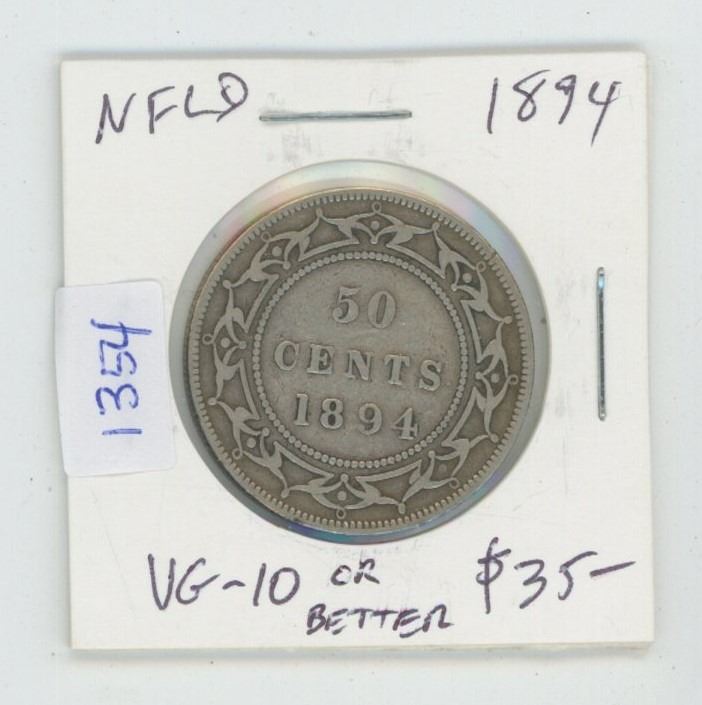 NFLD 1894
50
CENTS
1894
1354
VG-10 OR BETTER $35-